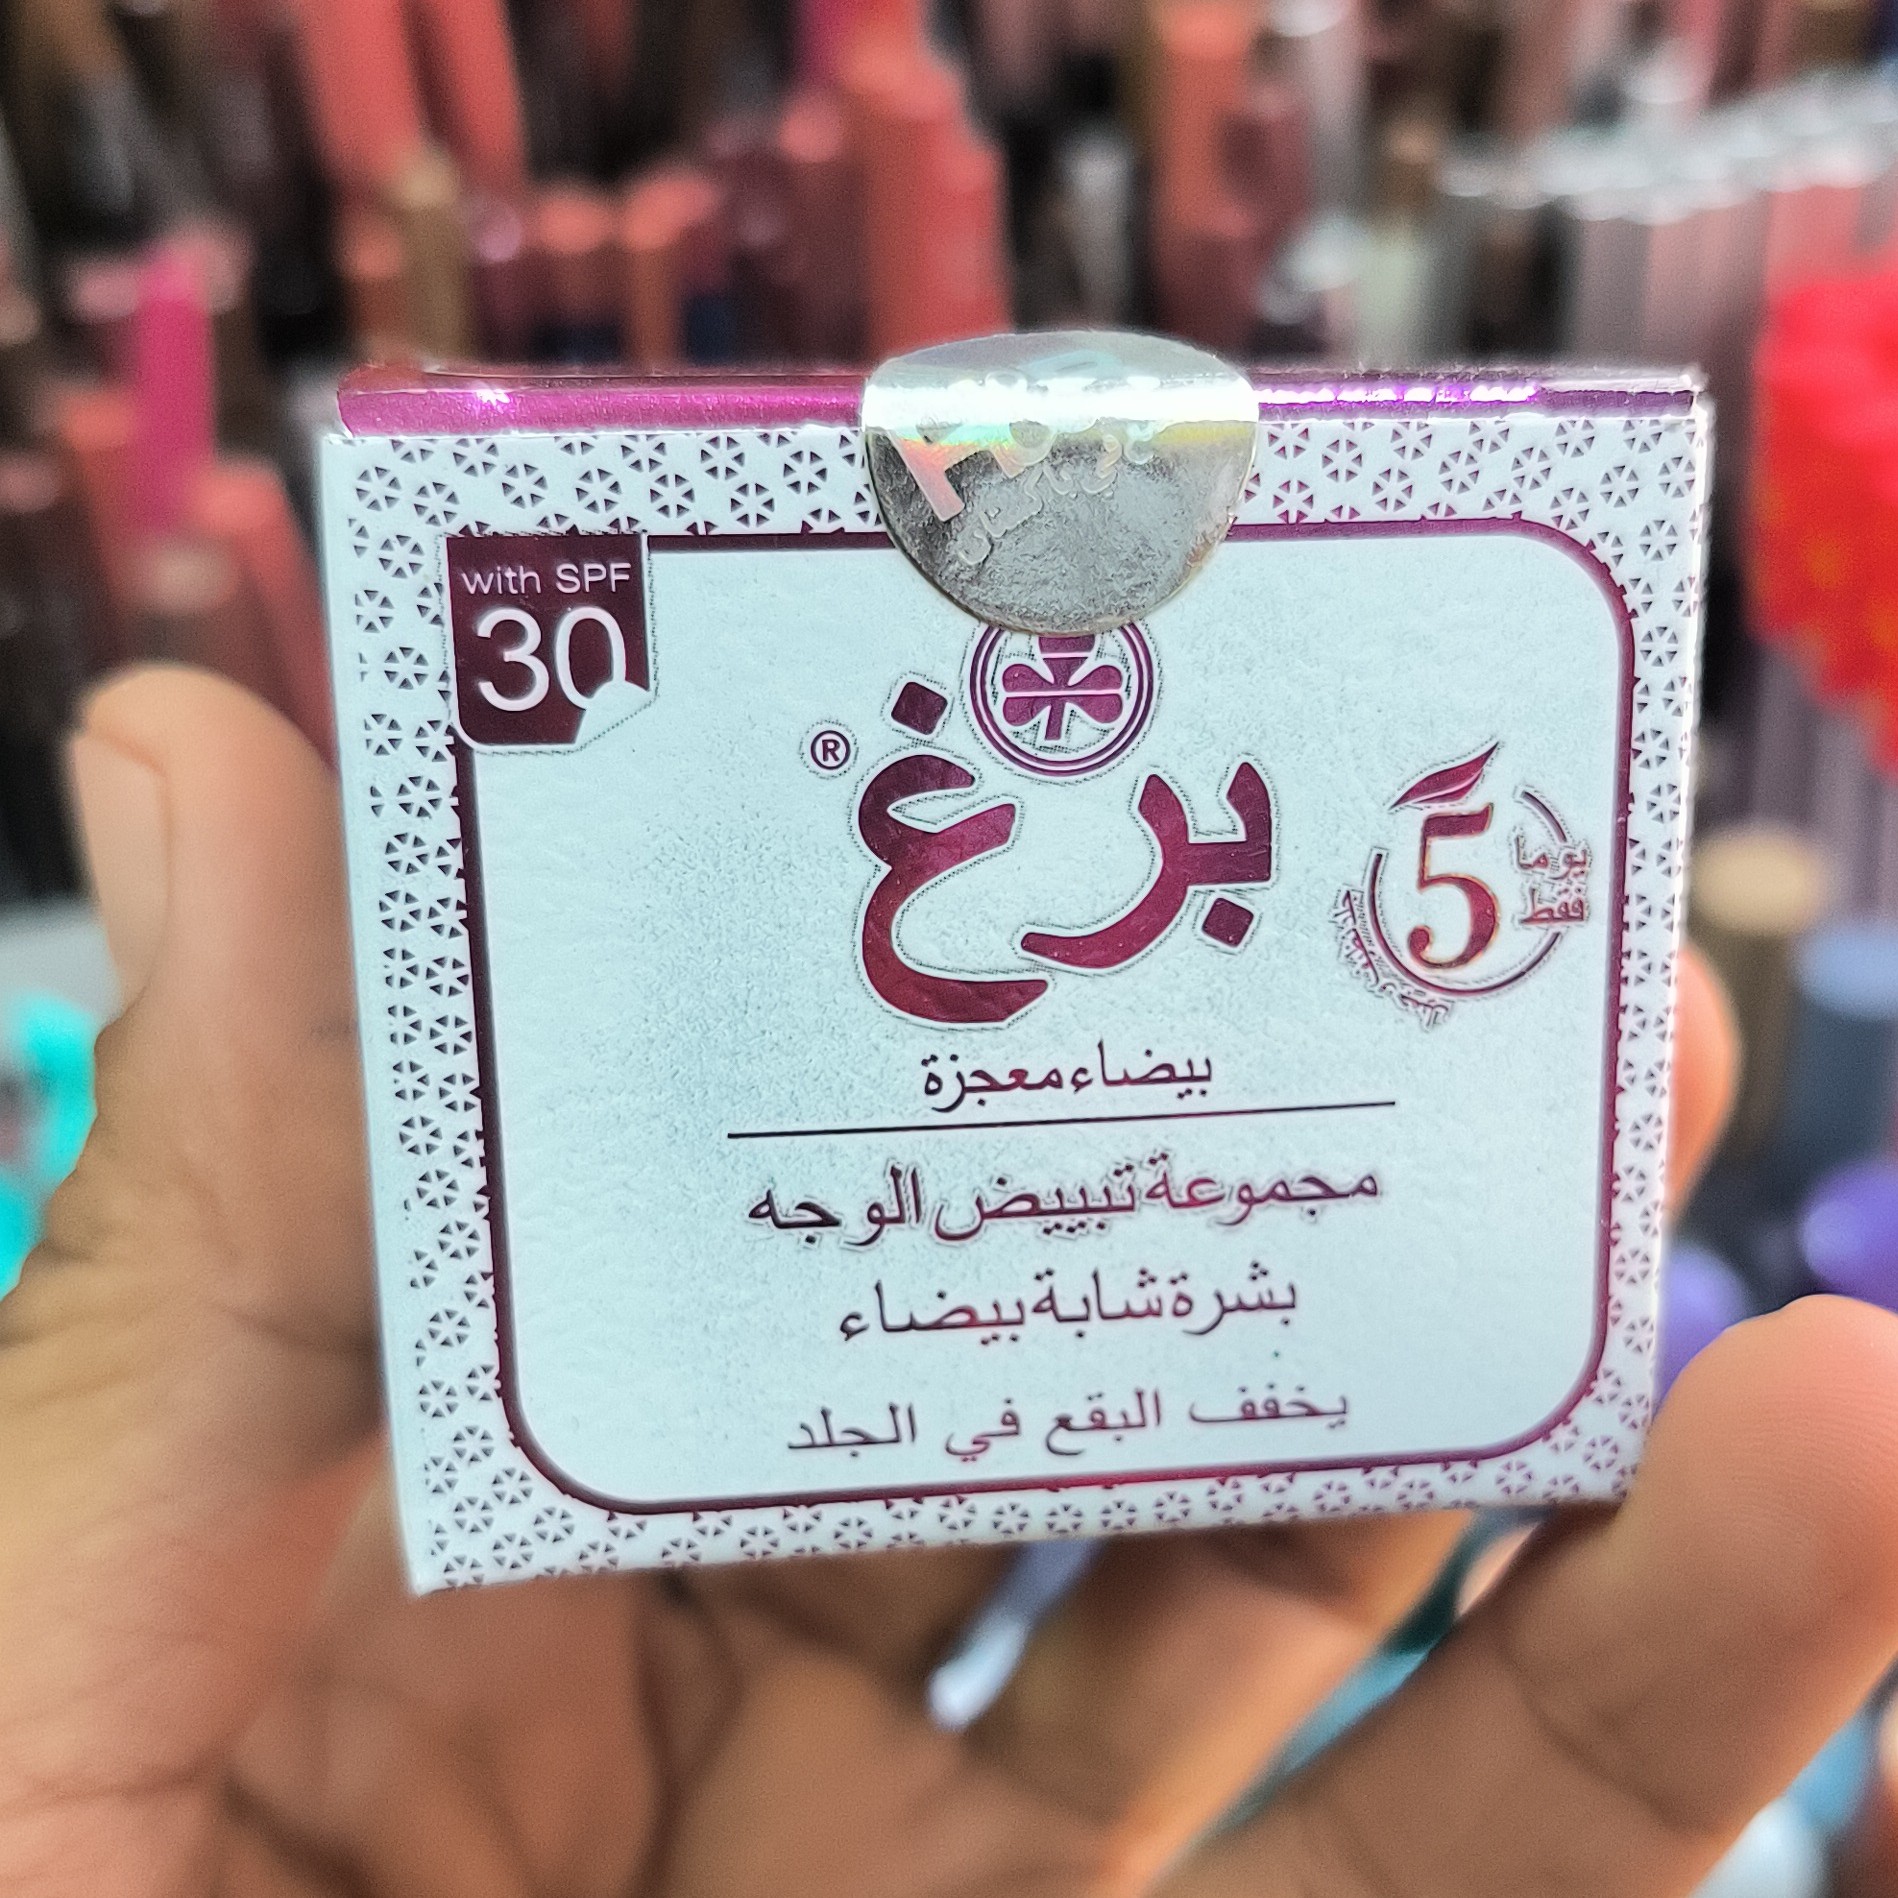 with SPF
30
برغ
®
5
يوما
فقط
بيضاء معجزة
مجموعة تبييض الوجه
بشرة شابة بيضاء
يخفف البقع في الجلد